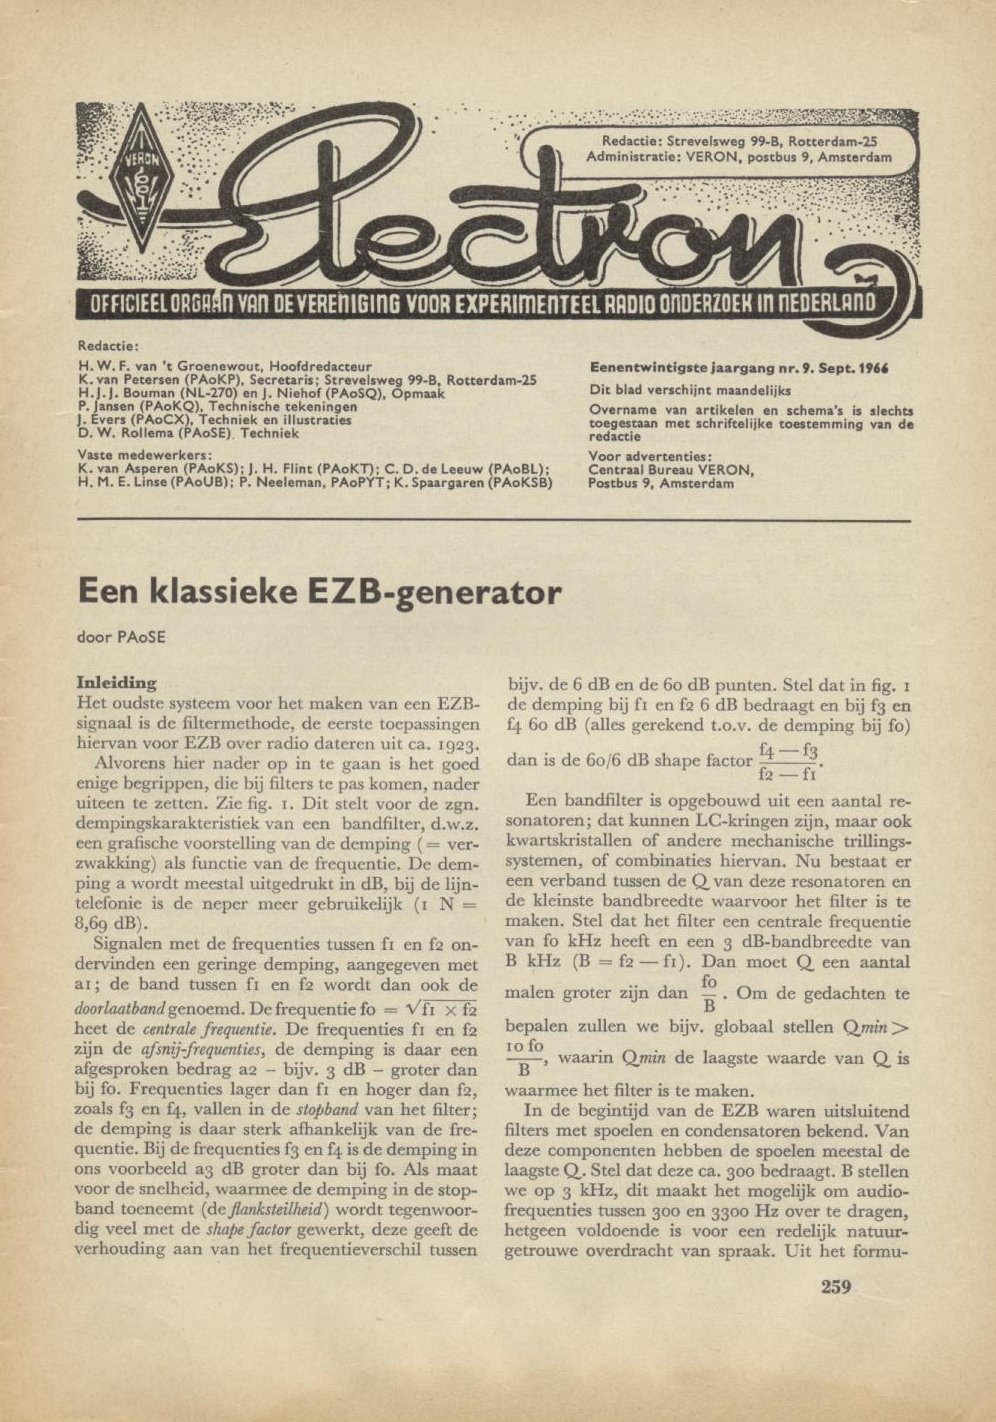 VERON
Electron
Redactie: Strevelsweg 99-B, Rotterdam-25
Administratie: VERON, postbus 9, Amsterdam
OFFICIEEL ORGAAN VAN DE VERENIGING VOOR EXPERIMENTEEL RADIO ONDERZOEK IN NEDERLAND
Redactie:
H. W. F. van 't Groenewout, Hoofdredacteur
K. van Petersen (PAoKP), Secretaris; Strevelsweg 99-B, Rotterdam-25
H. J. J. Bouman (NL-270) en J. Niehof (PAoSQ), Opmaak
P. Jansen (PAoKQ), Technische tekeningen
J. Evers (PAoCX), Techniek en illustraties
D. W. Rollema (PAoSE). Techniek
Vaste medewerkers:
K. van Asperen (PAoKS); J. H. Flint (PAoKT); C. D. de Leeuw (PAoBL);
H. M. E. Linse (PAoUB); P. Neeleman, PAoPYT; K. Spaargaren (PAoKSB)
Eenentwintigste jaargang nr. 9. Sept. 1966
Dit blad verschijnt maandelijks
Overname van artikelen en schema's is slechts
toegestaan met schriftelijke toestemming van de
redactie
Voor advertenties:
Centraal Bureau VERON,
Postbus 9, Amsterdam
Een klassieke EZB-generator
door PAoSE
Inleiding
Het oudste systeem voor het maken van een EZB-
signaal is de filtermethode, de eerste toepassingen
hiervan voor EZB over radio dateren uit ca. 1923.
Alvorens hier nader op in te gaan is het goed
enige begrippen, die bij filters te pas komen, nader
uiteen te zetten. Zie fig. 1. Dit stelt voor de zgn.
dempingskarakteristiek van een bandfilter, d.w.z.
een grafische voorstelling van de demping (= ver-
zwakking) als functie van de frequentie. De dem-
ping a wordt meestal uitgedrukt in dB, bij de lijn-
telefonie is de neper meer gebruikelijk (1 N =
8,69 dB).
Signalen met de frequenties tussen f1 en f2 on-
dervinden een geringe demping, aangegeven met
a1; de band tussen f1 en f2 wordt dan ook de
doorlaatband genoemd. De frequentie fo = √f1 × f2
heet de centrale frequentie. De frequenties f1 en f2
zijn de afsnij-frequenties, de demping is daar een
afgesproken bedrag a2 – bijv. 3 dB – groter dan
bij fo. Frequenties lager dan f1 en hoger dan f2,
zoals f3 en f4, vallen in de stopband van het filter;
de demping is daar sterk afhankelijk van de fre-
quentie. Bij de frequenties f3 en f4 is de demping in
ons voorbeeld a3 dB groter dan bij fo. Als maat
voor de snelheid, waarmee de demping in de stop-
band toeneemt (de flanksteilheid) wordt tegenwoor-
dig veel met de shape factor gewerkt, deze geeft de
verhouding aan van het frequentieverschil tussen
bijv. de 6 dB en de 60 dB punten. Stel dat in fig. 1
de demping bij f1 en f2 6 dB bedraagt en bij f3 en
f4 60 dB (alles gerekend t.o.v. de demping bij fo)
dan is de 60/6 dB shape factor f4 — f3 / f2 — f1.
Een bandfilter is opgebouwd uit een aantal re-
sonatoren; dat kunnen LC-kringen zijn, maar ook
kwartskristallen of andere mechanische trillings-
systemen, of combinaties hiervan. Nu bestaat er
een verband tussen de Q van deze resonatoren en
de kleinste bandbreedte waarvoor het filter is te
maken. Stel dat het filter een centrale frequentie
van fo kHz heeft en een 3 dB-bandbreedte van
B kHz (B = f2 — f1). Dan moet Q een aantal
malen groter zijn dan fo / B. Om de gedachten te
bepalen zullen we bijv. globaal stellen Qmin >
10 fo / B, waarin Qmin de laagste waarde van Q is
waarmee het filter is te maken.
In de begintijd van de EZB waren uitsluitend
filters met spoelen en condensatoren bekend. Van
deze componenten hebben de spoelen meestal de
laagste Q. Stel dat deze ca. 300 bedraagt. B stellen
we op 3 kHz, dit maakt het mogelijk om audio-
frequenties tussen 300 en 3300 Hz over te dragen,
hetgeen voldoende is voor een redelijk natuur-
getrouwe overdracht van spraak. Uit het formu-
259